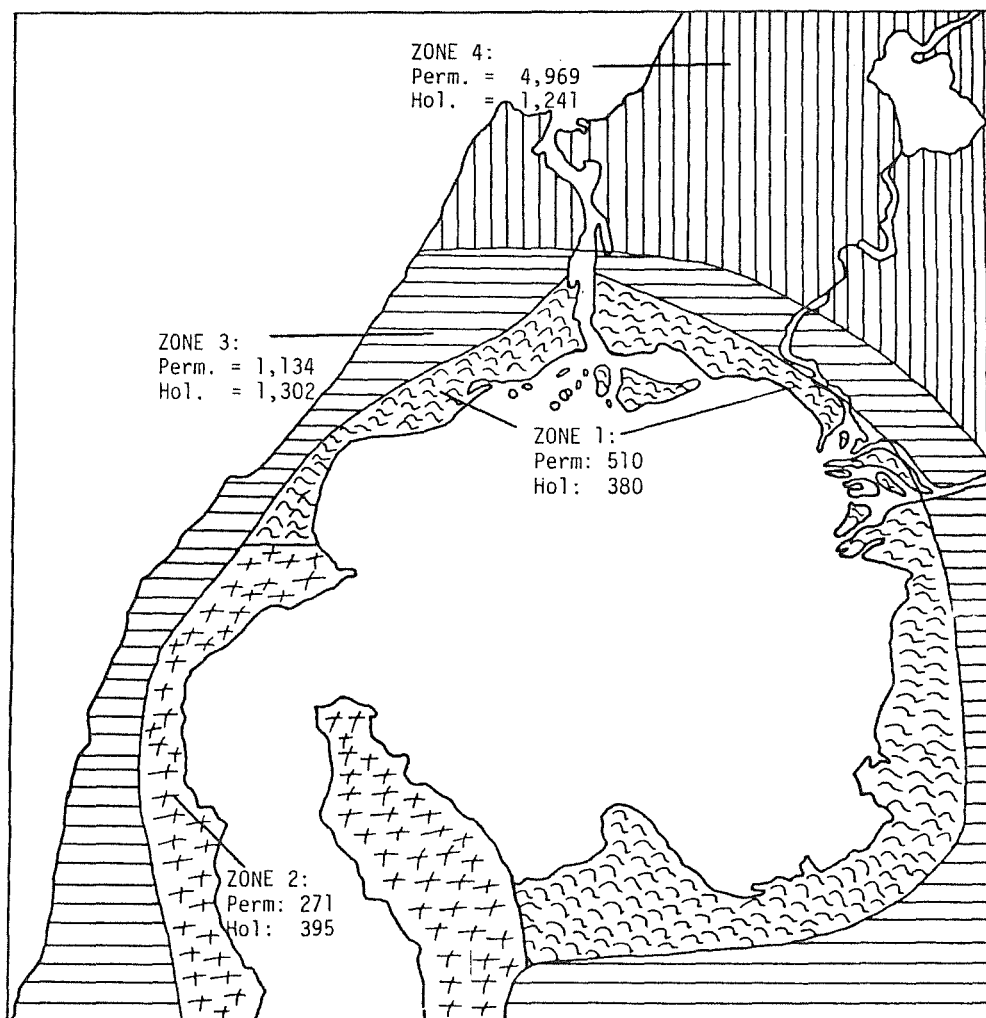 ZONE 4:
Perm. = 4,969
Hol. = 1,241
ZONE 3:
Perm. = 1,134
Hol. = 1,302
ZONE 1:
Perm: 510
Hol: 380
ZONE 2:
Perm: 271
Hol: 395